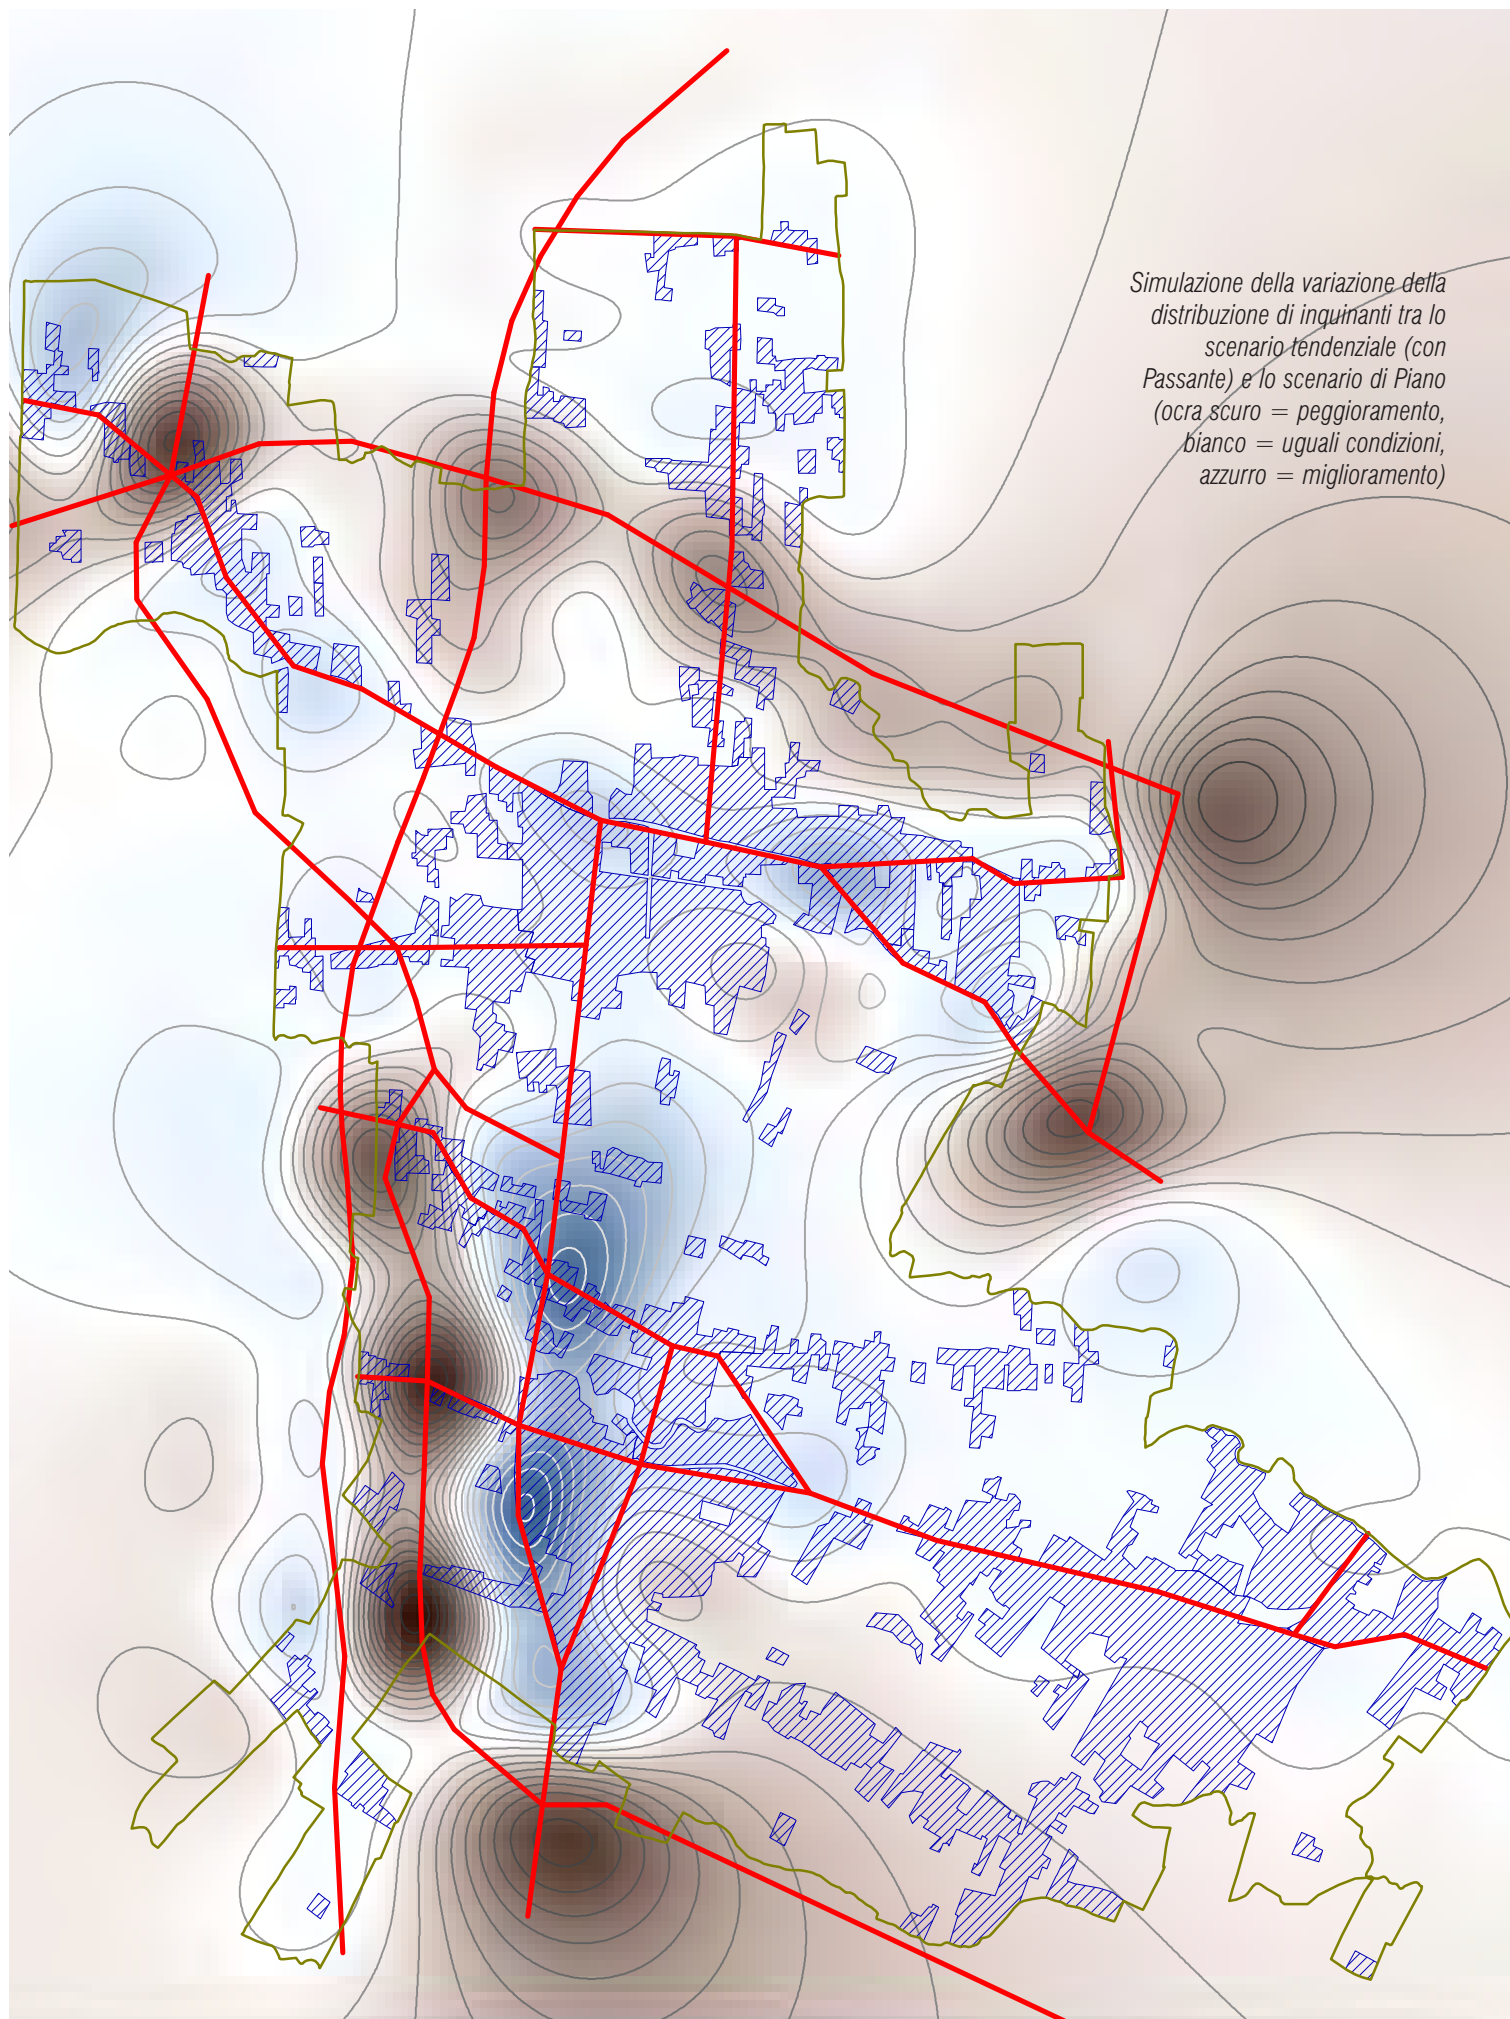 Simulazione della variazione della
distribuzione di inquinanti tra lo
scenario tendenziale (con
Passante) e lo scenario di Piano
(ocra scuro = peggioramento,
bianco = uguali condizioni,
azzurro = miglioramento)